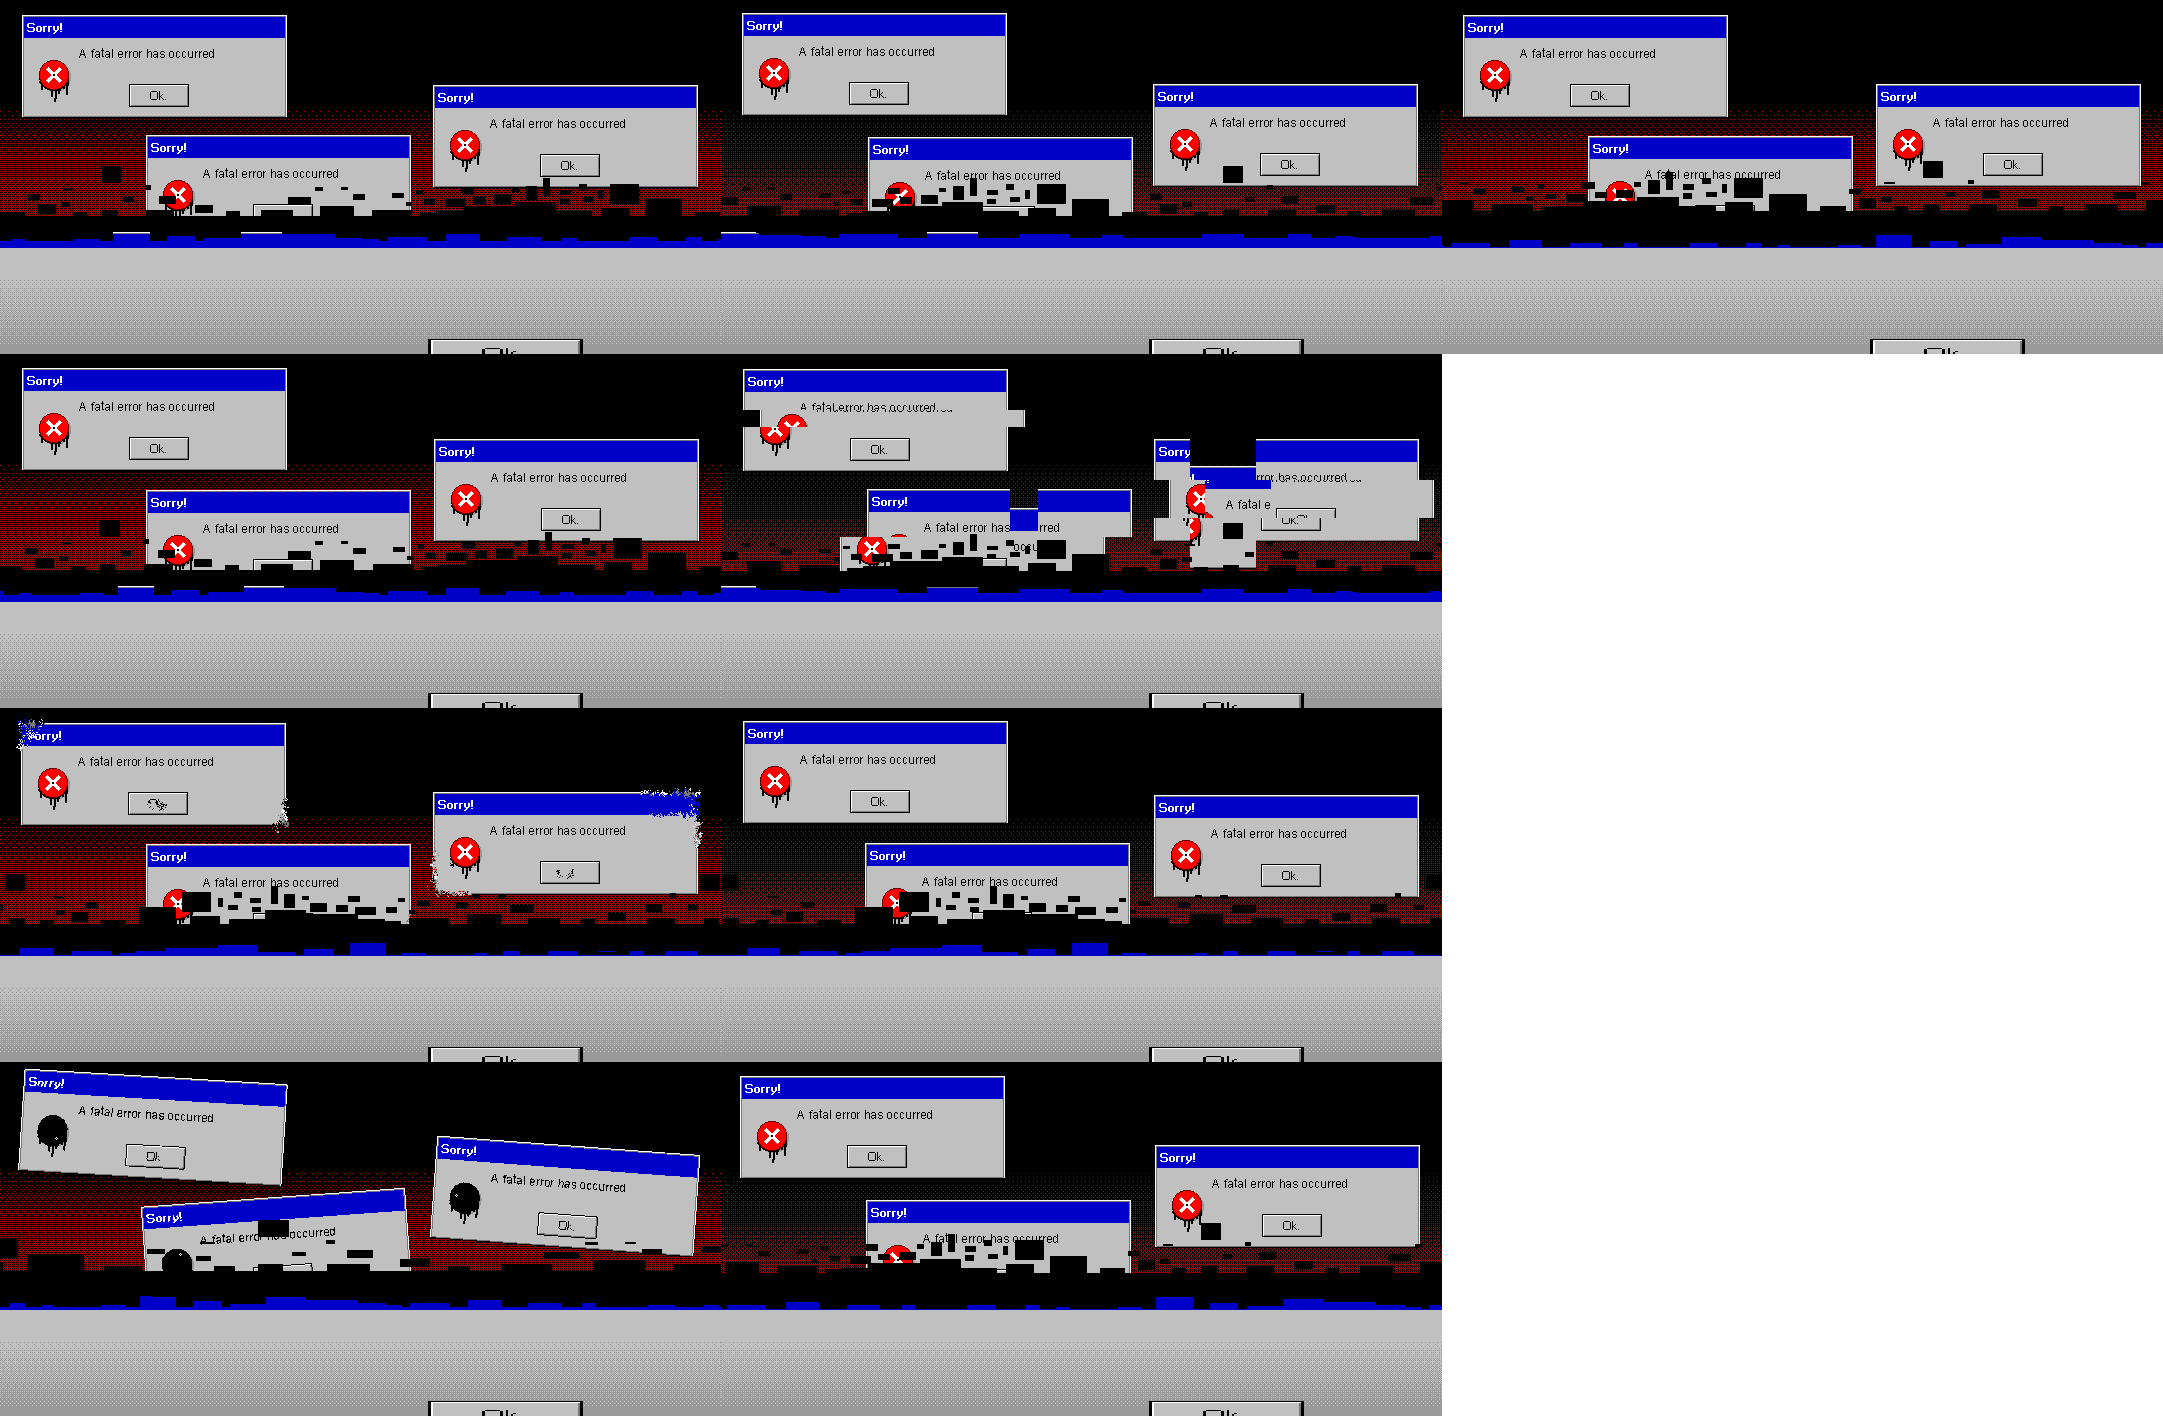 Sorry!
A fatal error has occurred
Ok.
Sorry!
A fatal error has occurred
Ok.
Sorry!
A fatal error has occurred
Sorry!
A fatal error has occurred
Ok.
Sorry!
A fatal error has occurred
Ok.
Sorry!
A fatal error has occurred
Sorry!
A fatal error has occurred
Ok.
Sorry!
A fatal error has occurred
Ok.
Sorry!
A fatal error has occurred
Sorry!
A fatal error has occurred
Ok.
Sorry!
A fatal error has occurred
Ok.
Sorry!
A fatal error has occurred
Sorry!
A fatal error has occurred
Ok.
Sorry
rror has occurred
A fatal e
Ok.
Sorry!
A fatal error has rred
occu
orry!
A fatal error has occurred
Sorry!
A fatal error has occurred
Sorry!
A fatal error has occurred
Sorry!
A fatal error has occurred
Ok.
Sorry!
A fatal error has occurred
Ok.
Sorry!
A fatal error has occurred
Sorry!
A fatal error has occurred
Ok
Sorry!
A fatal error has occurred
Ok.
Sorry!
A fatal error has occurred
Sorry!
A fatal error has occurred
Ok.
Sorry!
A fatal error has occurred
Ok.
Sorry!
A fatal error has occurred